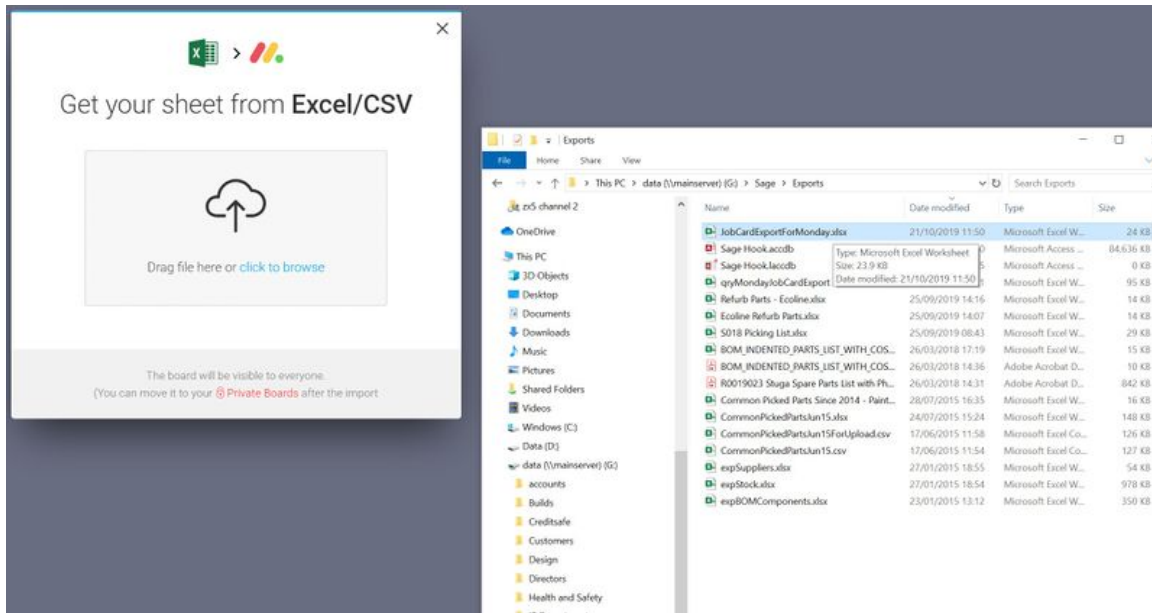 Get your sheet from Excel/CSV
Drag file here or click to browse
The board will be visible to everyone.
(You can move it to your Private Boards after the import
Exports
File Home Share View
This PC > data (\\mainserver) (G:) > Sage > Exports
Search Exports
zx5 channel 2
OneDrive
This PC
3D Objects
Desktop
Documents
Downloads
Music
Pictures
Shared Folders
Videos
Windows (C:)
Data (D:)
data (\\mainserver) (G:)
accounts
Builds
Creditsafe
Customers
Design
Directors
Health and Safety
Name Date modified Type Size
JobCardExportForMonday.xlsx 21/10/2019 11:50 Microsoft Excel W... 24 KB
Sage Hook.accdb Microsoft Access ... 84,636 KB
Sage Hook.laccdb Microsoft Access ... 0 KB
qryMondayJobCardExport Microsoft Excel W... 95 KB
Type: Microsoft Excel Worksheet
Size: 23.9 KB
Date modified: 21/10/2019 11:50
Refurb Parts - Ecoline.xlsx 25/09/2019 14:16 Microsoft Excel W... 14 KB
Ecoline Refurb Parts.xlsx 25/09/2019 14:07 Microsoft Excel W... 14 KB
S018 Picking List.xlsx 25/09/2019 08:43 Microsoft Excel W... 29 KB
BOM_INDENTED_PARTS_LIST_WITH_COS... 26/03/2018 17:19 Microsoft Excel W... 15 KB
BOM_INDENTED_PARTS_LIST_WITH_COS... 26/03/2018 14:36 Adobe Acrobat D... 10 KB
R0019023 Stuga Spare Parts List with Ph... 26/03/2018 14:31 Adobe Acrobat D... 842 KB
Common Picked Parts Since 2014 - Paint... 28/07/2015 16:35 Microsoft Excel W... 16 KB
CommonPickedPartsJun15.xlsx 24/07/2015 15:24 Microsoft Excel W... 148 KB
CommonPickedPartsJun15ForUpload.csv 17/06/2015 11:58 Microsoft Excel Co... 126 KB
CommonPickedPartsJun15.csv 17/06/2015 11:54 Microsoft Excel Co... 127 KB
expSuppliers.xlsx 27/01/2015 18:55 Microsoft Excel W... 54 KB
expStock.xlsx 27/01/2015 18:54 Microsoft Excel W... 978 KB
expBOMComponents.xlsx 23/01/2015 13:12 Microsoft Excel W... 350 KB